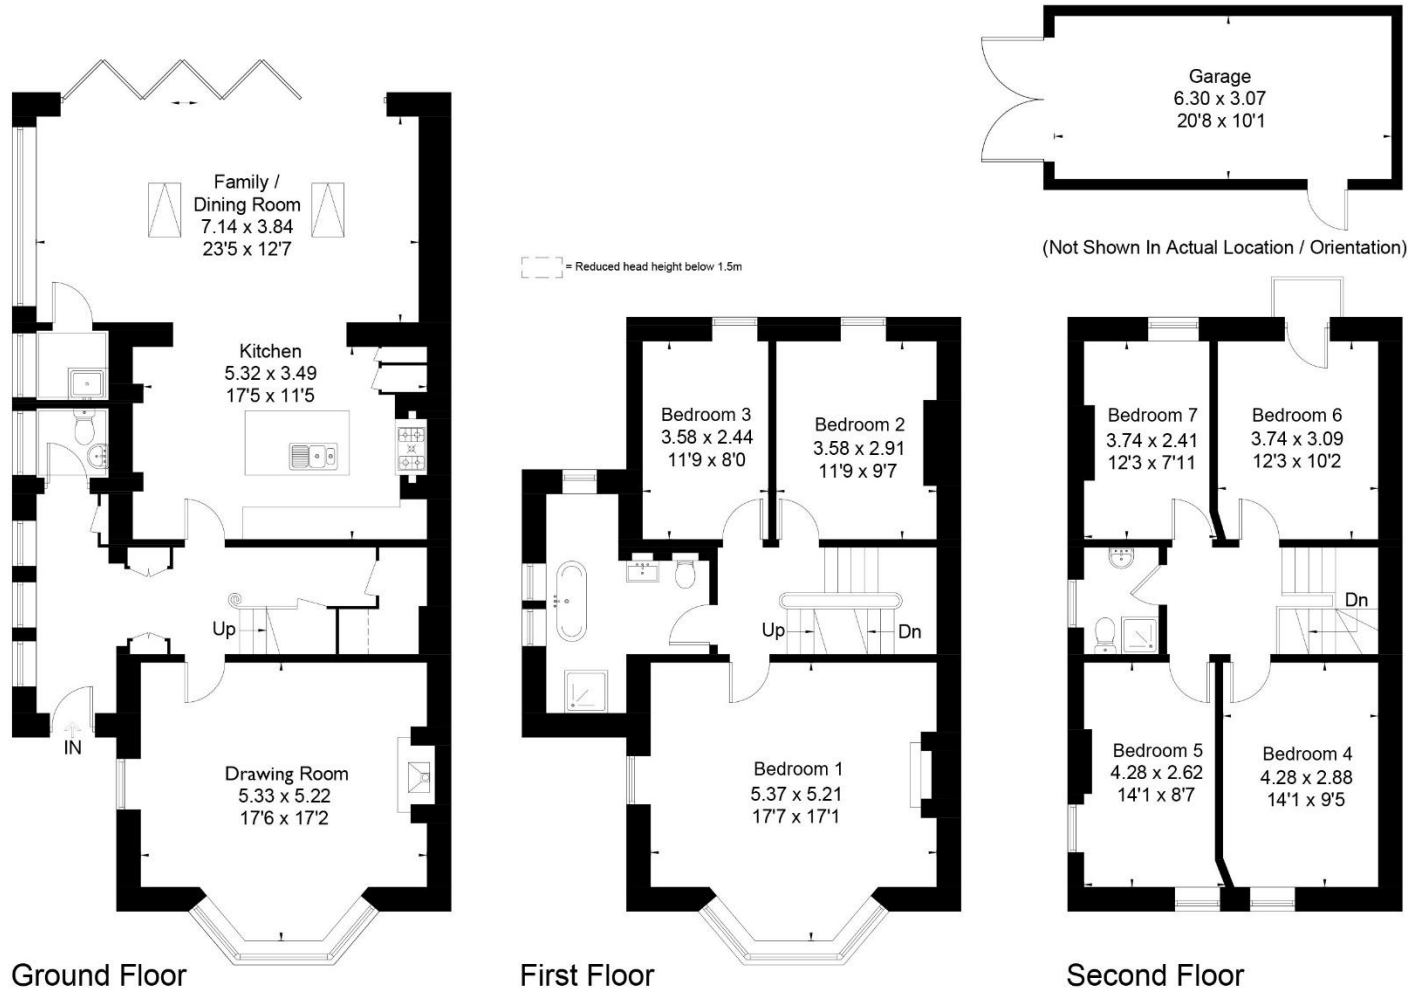 Garage
6.30 x 3.07
20'8 x 10'1
(Not Shown In Actual Location / Orientation)
Family /
Dining Room
7.14 x 3.84
23'5 x 12'7
Kitchen
5.32 x 3.49
17'5 x 11'5
Up
IN
Drawing Room
5.33 x 5.22
17'6 x 17'2
Ground Floor
= Reduced head height below 1.5m
Bedroom 3
3.58 x 2.44
11'9 x 8'0
Bedroom 2
3.58 x 2.91
11'9 x 9'7
Up
Dn
Bedroom 1
5.37 x 5.21
17'7 x 17'1
First Floor
Bedroom 7
3.74 x 2.41
12'3 x 7'11
Bedroom 6
3.74 x 3.09
12'3 x 10'2
Dn
Bedroom 5
4.28 x 2.62
14'1 x 8'7
Bedroom 4
4.28 x 2.88
14'1 x 9'5
Second Floor